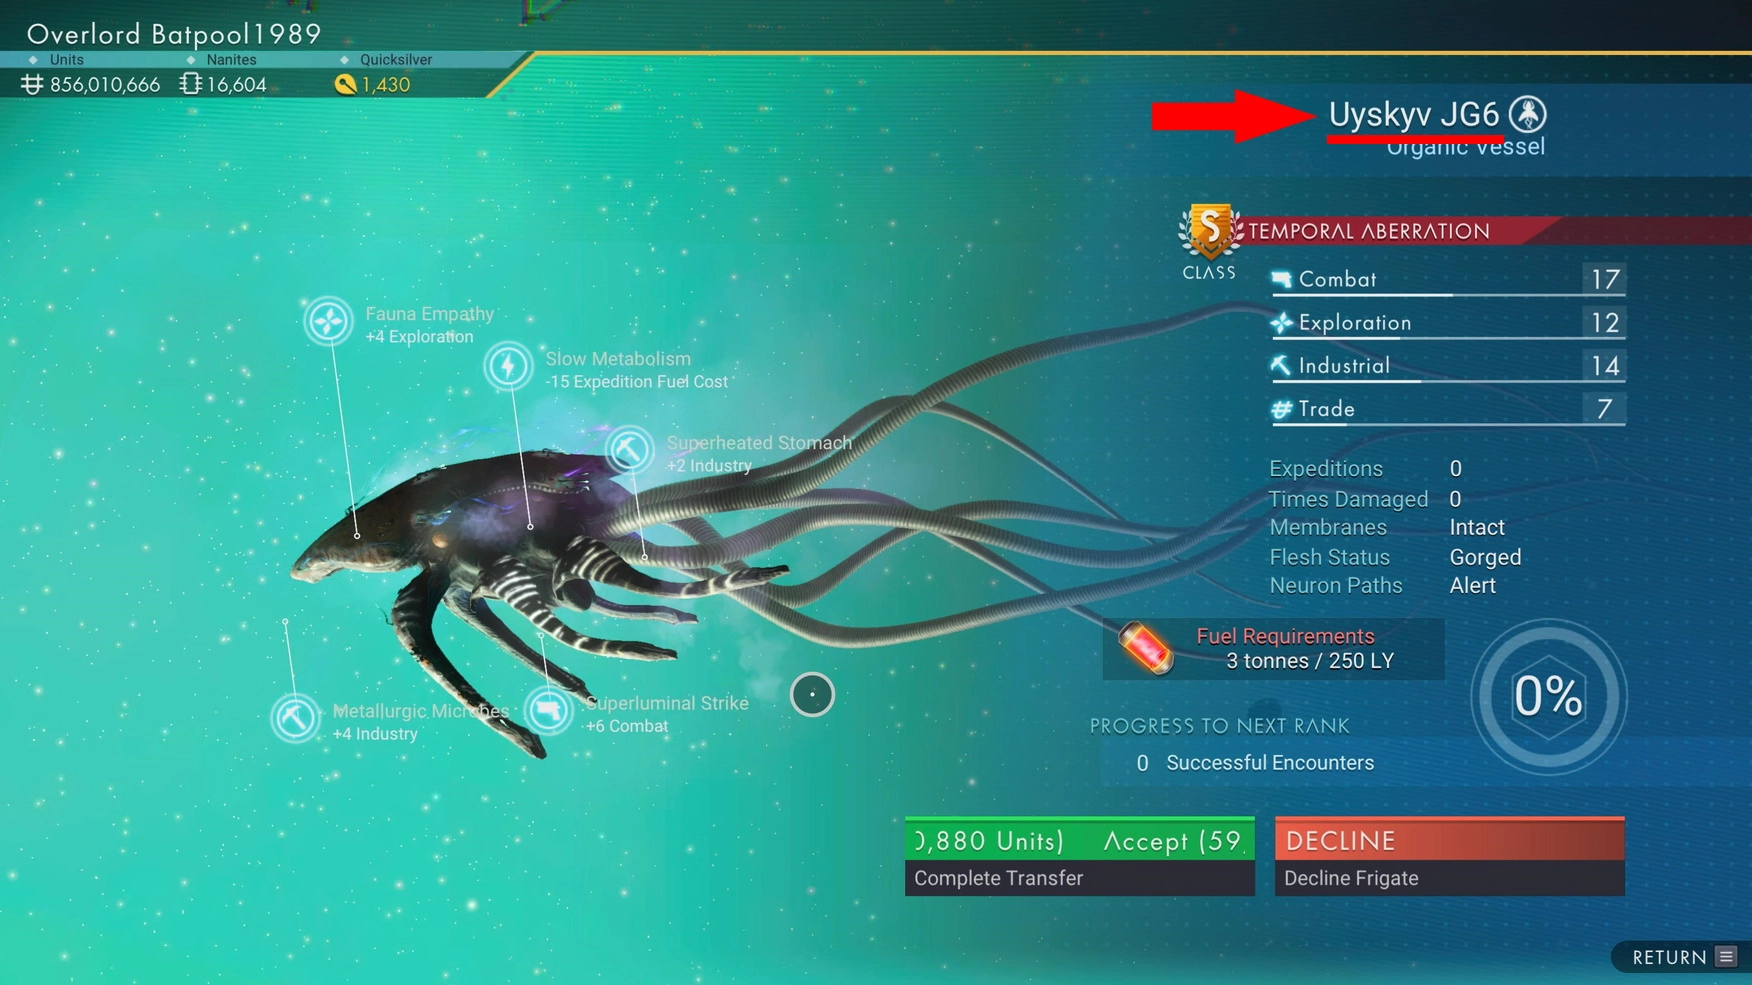 Overlord Batpool1989
Units Nanites Quicksilver
856,010,666 16,604 1,430
Uyskyv JG6
Organic Vessel
S
CLASS
TEMPORAL ABERRATION
Combat 17
Exploration 12
Industrial 14
Trade 7
Fauna Empathy
+4 Exploration
Slow Metabolism
-15 Expedition Fuel Cost
Superheated Stomach
+2 Industry
Expeditions 0
Times Damaged 0
Membranes Intact
Flesh Status Gorged
Neuron Paths Alert
Fuel Requirements
3 tonnes / 250 LY
0%
Metallurgic Microbes
+4 Industry
Superluminal Strike
+6 Combat
PROGRESS TO NEXT RANK
0 Successful Encounters
0,880 Units) Accept (59.
Complete Transfer
DECLINE
Decline Frigate
RETURN